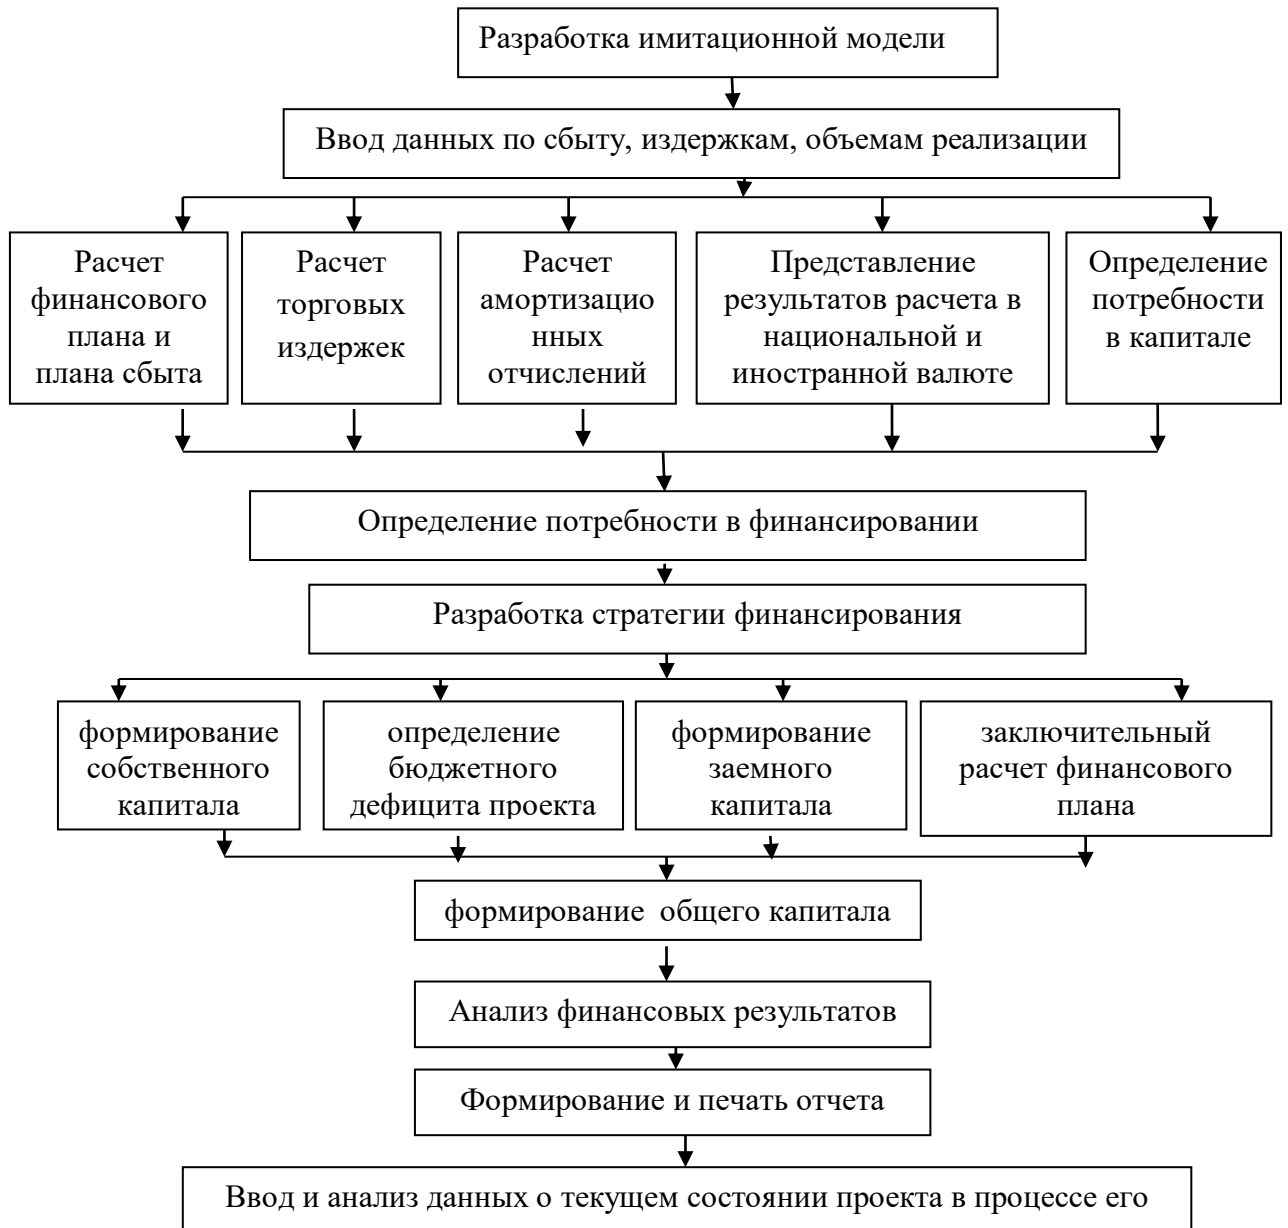 Разработка имитационной модели
Ввод данных по сбыту, издержкам, объемам реализации
Расчет
финансового
плана и
плана сбыта
Расчет
торговых
издержек
Расчет
амортизацио
нных
отчислений
Представление
результатов расчета в
национальной и
иностранной валюте
Определение
потребности
в капитале
Определение потребности в финансировании
Разработка стратегии финансирования
формирование
собственного
капитала
определение
бюджетного
дефицита проекта
формирование
заемного
капитала
заключительный
расчет финансового
плана
формирование общего капитала
Анализ финансовых результатов
Формирование и печать отчета
Ввод и анализ данных о текущем состоянии проекта в процессе его